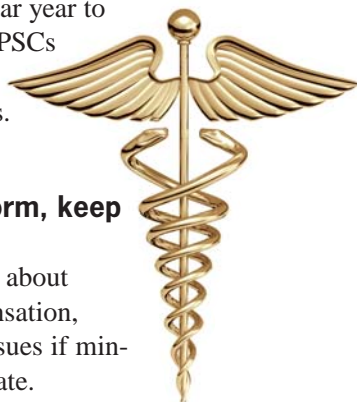 ar year to
PSCs
s.
orm, keep
about
nsation,
sues if min-
ate.